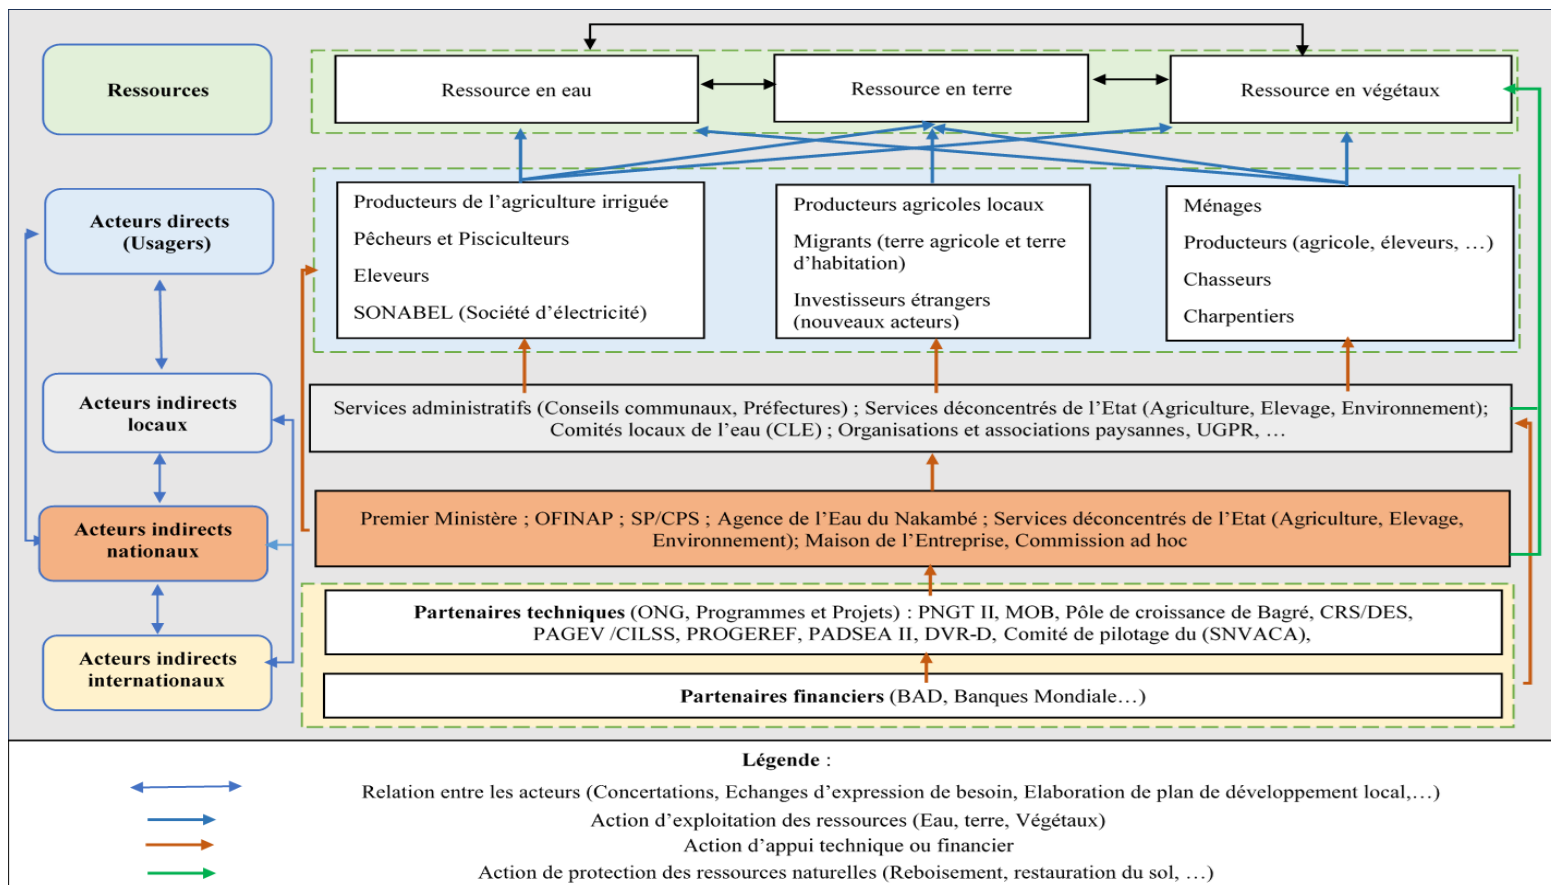 Ressources
Ressource en eau
Ressource en terre
Ressource en végétaux
Acteurs directs
(Usagers)
Producteurs de l’agriculture irriguée
Pêcheurs et Pisciculteurs
Eleveurs
SONABEL (Société d’électricité)
Producteurs agricoles locaux
Migrants (terre agricole et terre
d’habitation)
Investisseurs étrangers
(nouveaux acteurs)
Ménages
Producteurs (agricole, éleveurs, …)
Chasseurs
Charpentiers
Acteurs indirects
locaux
Services administratifs (Conseils communaux, Préfectures) ; Services déconcentrés de l’Etat (Agriculture, Elevage, Environnement);
Comités locaux de l’eau (CLE) ; Organisations et associations paysannes, UGPR, …
Acteurs indirects
nationaux
Premier Ministère ; OFINAP ; SP/CPS ; Agence de l’Eau du Nakambé ; Services déconcentrés de l’Etat (Agriculture, Elevage,
Environnement); Maison de l’Entreprise, Commission ad hoc
Acteurs indirects
internationaux
Partenaires techniques (ONG, Programmes et Projets) : PNGT II, MOB, Pôle de croissance de Bagré, CRS/DES,
PAGEV /CILSS, PROGEREF, PADSEA II, DVR-D, Comité de pilotage du (SNVACA),
Partenaires financiers (BAD, Banques Mondiale…)
Légende :
Relation entre les acteurs (Concertations, Echanges d’expression de besoin, Elaboration de plan de développement local,…)
Action d’exploitation des ressources (Eau, terre, Végétaux)
Action d’appui technique ou financier
Action de protection des ressources naturelles (Reboisement, restauration du sol, …)